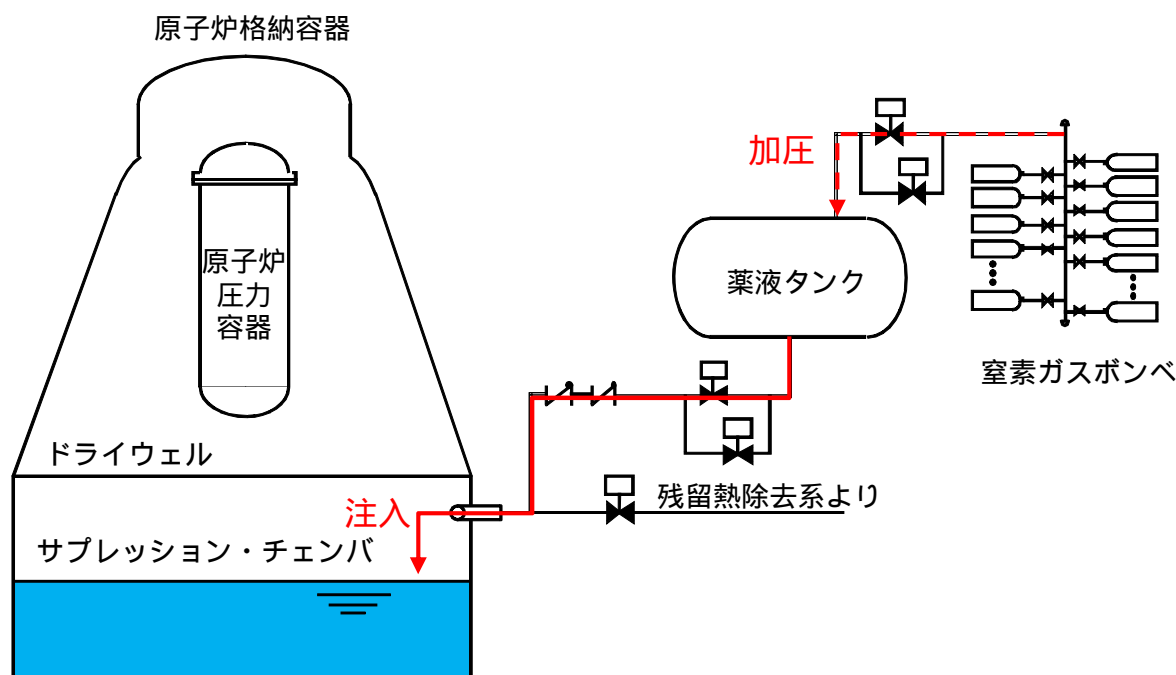 原子炉格納容器
加圧
原子炉
圧力
容器
薬液タンク
窒素ガスボンベ
ドライウェル
残留熱除去系より
注入
サプレッション・チェンバ